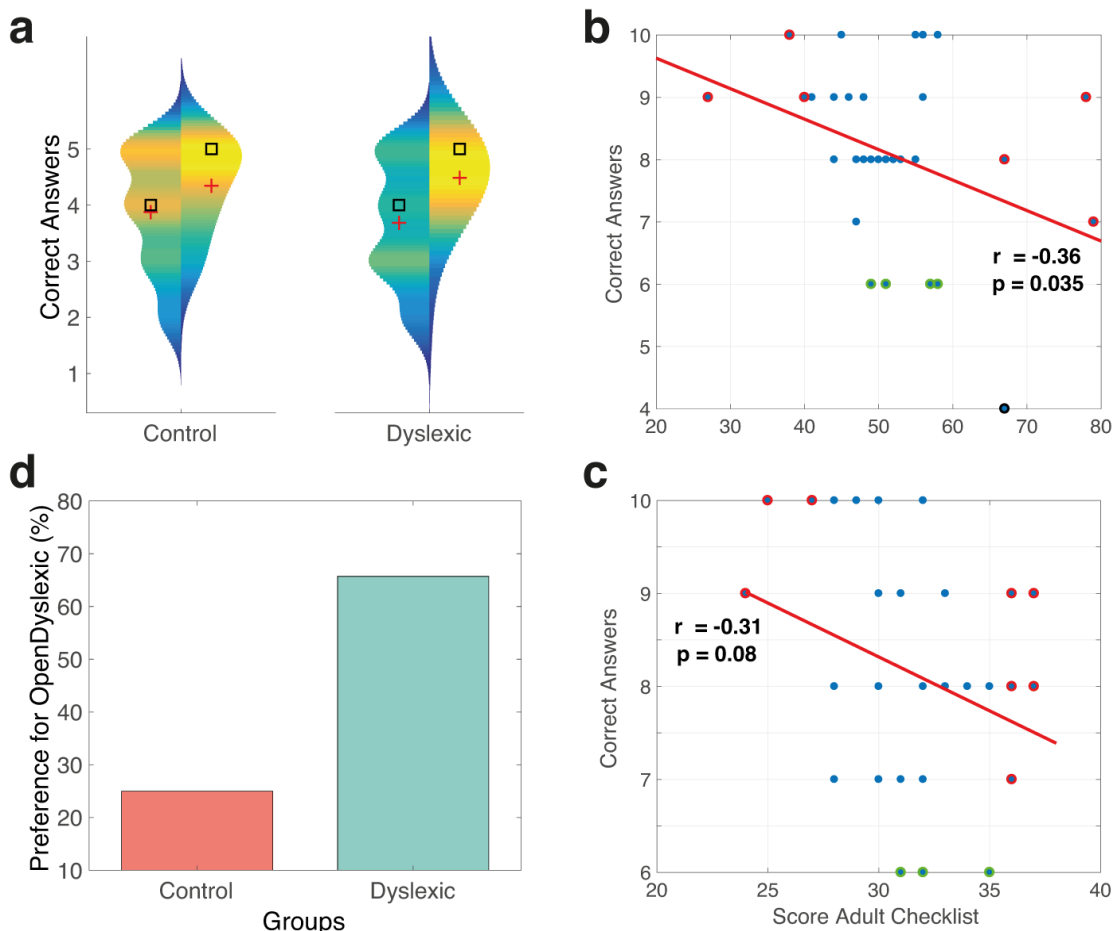 a
Correct Answers
5
4
3
2
1
Control
Dyslexic
b
Correct Answers
10
9
8
7
6
5
4
20
30
40
50
60
70
80
r = -0.36
p = 0.035
d
Preference for OpenDyslexic (%)
80
70
60
50
40
30
20
10
Control
Dyslexic
Groups
c
Correct Answers
10
9
8
7
6
20
25
30
35
40
r = -0.31
p = 0.08
Score Adult Checklist